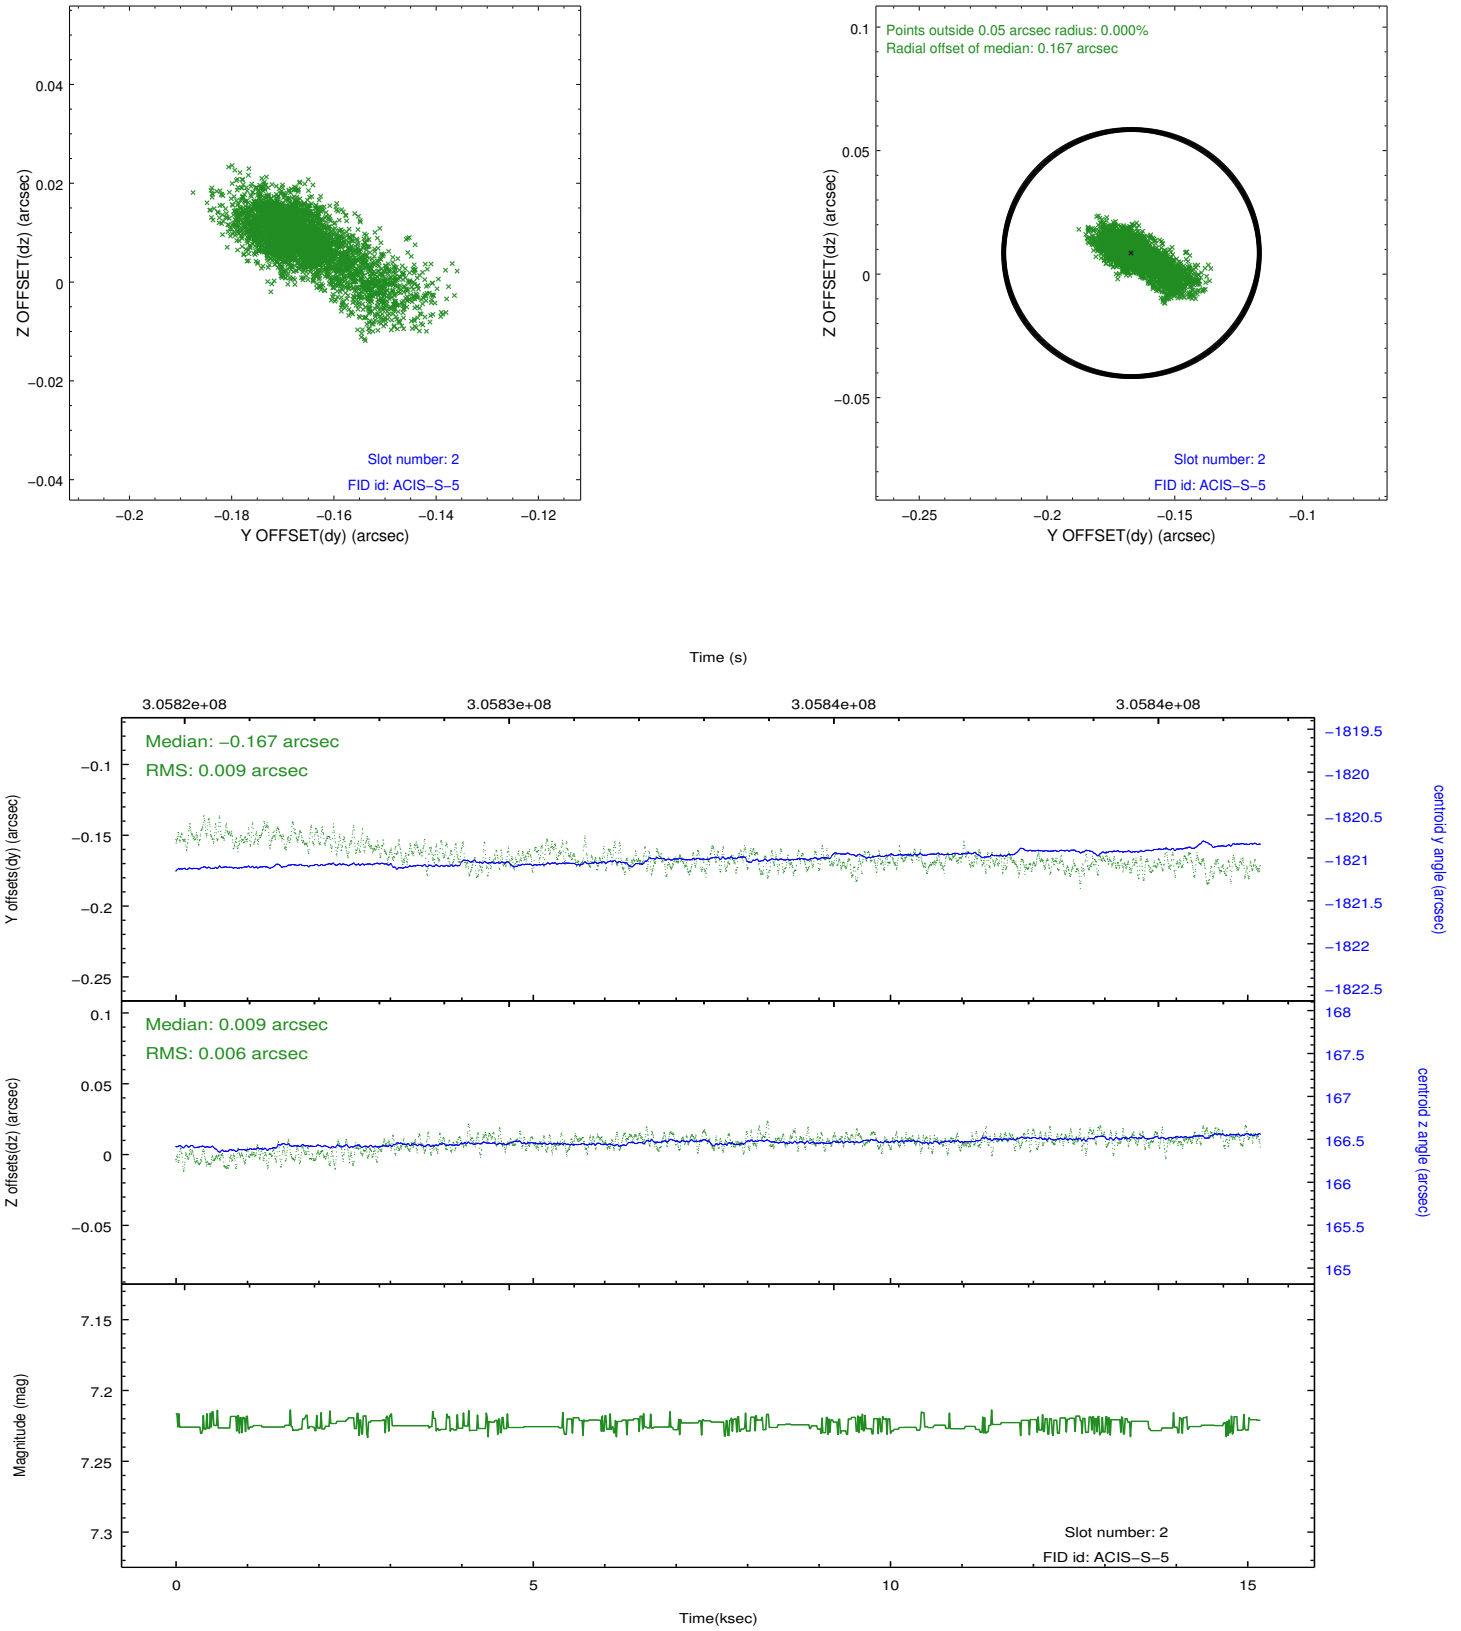 0.04
0.02
0
−0.02
−0.04
−0.2
−0.18
−0.16
−0.14
−0.12
Z OFFSET(dz) (arcsec)
Y OFFSET(dy) (arcsec)
Slot number: 2
FID id: ACIS−S−5
Points outside 0.05 arcsec radius: 0.000%
Radial offset of median: 0.167 arcsec
0.1
0.05
0
−0.05
−0.25
−0.2
−0.15
−0.1
Z OFFSET(dz) (arcsec)
Y OFFSET(dy) (arcsec)
Slot number: 2
FID id: ACIS−S−5
Time (s)
3.0582e+08
3.0583e+08
3.0584e+08
3.0584e+08
Median: −0.167 arcsec
RMS: 0.009 arcsec
−0.1
−0.15
−0.2
−0.25
Y offsets(dy) (arcsec)
−1819.5
−1820
−1820.5
−1821
−1821.5
−1822
−1822.5
centroid y angle (arcsec)
Median: 0.009 arcsec
RMS: 0.006 arcsec
0.1
0.05
0
−0.05
Z offsets(dz) (arcsec)
168
167.5
167
166.5
166
165.5
165
centroid z angle (arcsec)
7.15
7.2
7.25
7.3
Magnitude (mag)
Slot number: 2
FID id: ACIS−S−5
0
5
10
15
Time(ksec)